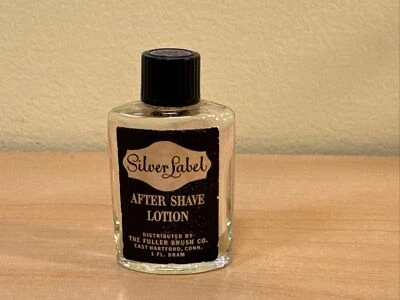 Silver Label
AFTER SHAVE
LOTION
DISTRIBUTED BY
THE FULLER BRUSH CO.
EAST HARTFORD, CONN.
1 FL. DRAM